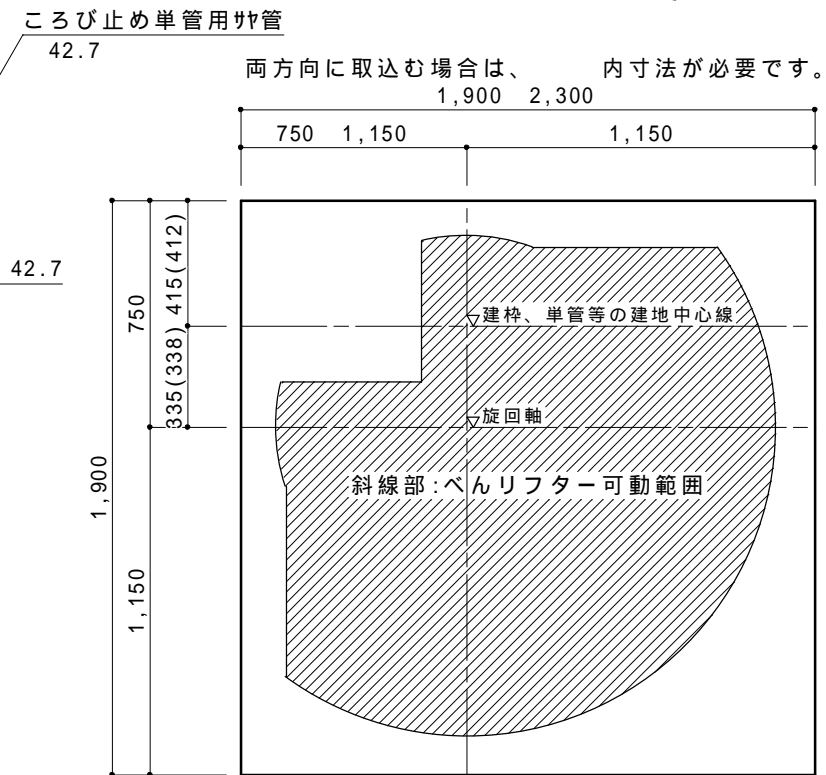 ころび止め単管用ｻﾔ管
42.7
両方向に取込む場合は、 内寸法が必要です。
1,900 2,300
750 1,150 1,150
42.7
415(412)
750
335(338)
建枠、単管等の建地中心線
旋回軸
斜線部:べんリフター可動範囲
1,900
1,150